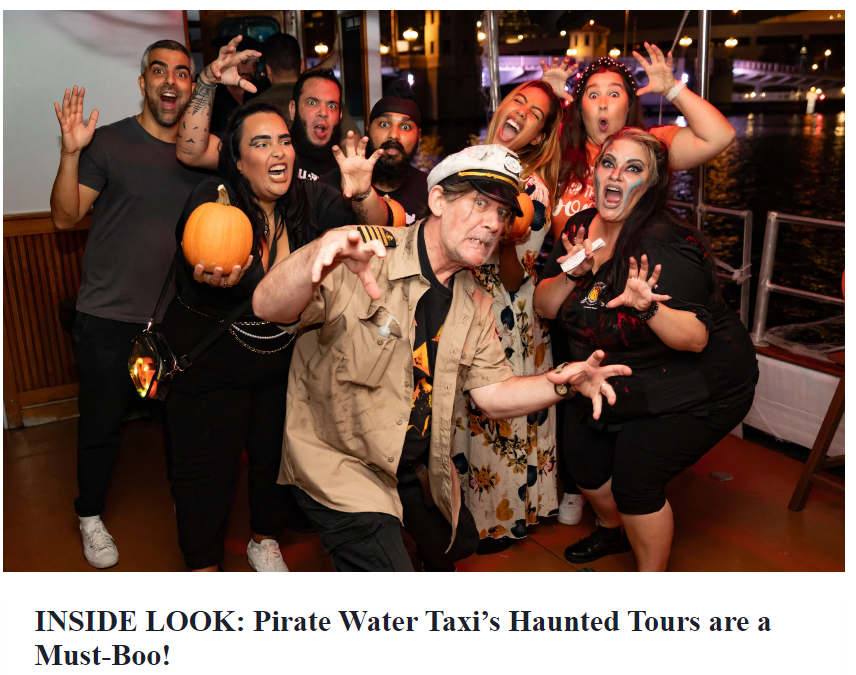 INSIDE LOOK: Pirate Water Taxi’s Haunted Tours are a
Must-Boo!